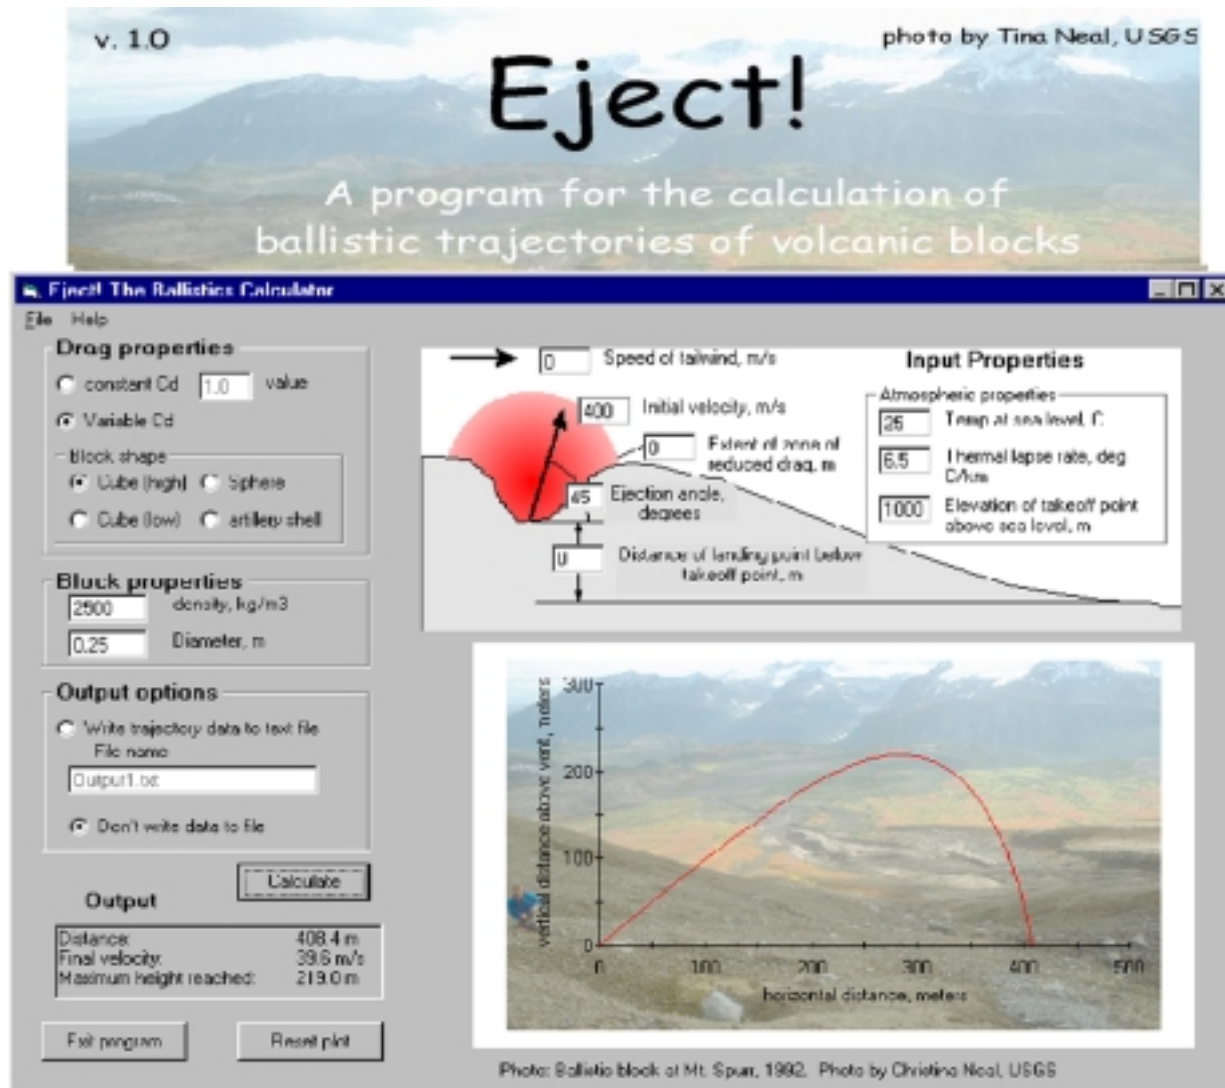 v. 1.0
photo by Tina Neal, USGS
Eject!
A program for the calculation of
ballistic trajectories of volcanic blocks
Eject! The Ballistics Calculator
File Help
Drag properties
constant Cd 1.0 value
Variable Cd
Block shape
Cube (high) Sphere
Cube (low) artillery shell
Block properties
2500 density, kg/m3
0.25 Diameter, m
Output options
Write trajectory data to text file
File name
Output1.txt
Don't write data to file
Calculate
Output
Distance: 408.4 m
Final velocity: 39.6 m/s
Maximum height reached: 219.0 m
Exit program Reset plot
0 Speed of tailwind, m/s
400 Initial velocity, m/s
0 Extent of zone of
reduced drag, m
45 Ejection angle,
degrees
0 Distance of landing point below
takeoff point, m
Input Properties
Atmospheric properties
25 Temp at sea level, C
6.5 Thermal lapse rate, deg
C/km
1000 Elevation of takeoff point
above sea level, m
vertical distance above vent, meters
300
200
100
0
0 100 200 300 400 500
horizontal distance, meters
Photo: Ballistic block at Mt. Spurr, 1992. Photo by Christina Neal, USGS